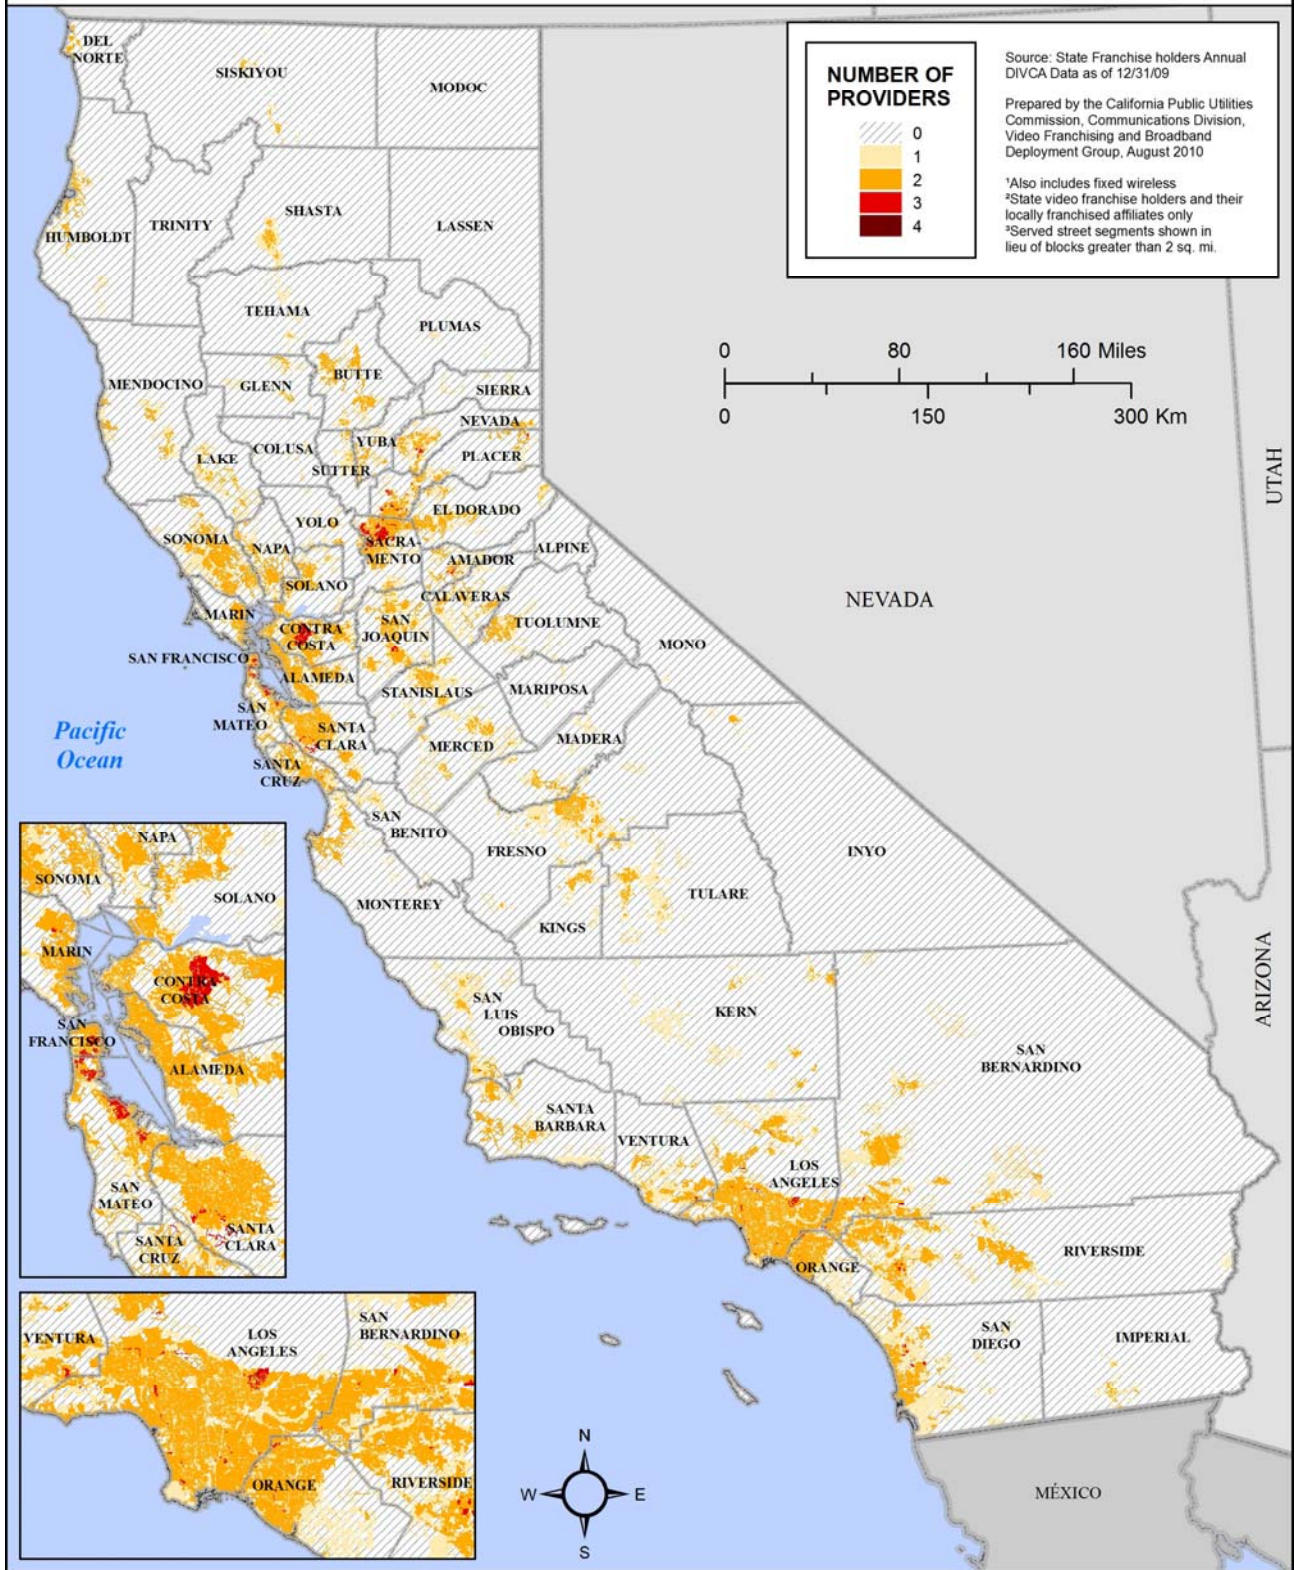 DEL
NORTE
SISKIYOU
MODOC
NUMBER OF
PROVIDERS
0
1
2
3
4
Source: State Franchise holders Annual
DIVCA Data as of 12/31/09
Prepared by the California Public Utilities
Commission, Communications Division,
Video Franchising and Broadband
Deployment Group, August 2010
¹Also includes fixed wireless
²State video franchise holders and their
locally franchised affiliates only
³Served street segments shown in
lieu of blocks greater than 2 sq. mi.
HUMBOLDT
TRINITY
SHASTA
LASSEN
TEHAMA
PLUMAS
0 80 160 Miles
0 150 300 Km
MENDOCINO
GLENN
BUTTE
SIERRA
NEVADA
COLUSA
YUBA
PLACER
LAKE
SUTTER
UTAH
YOLO
EL DORADO
SONOMA
NAPA
SACRA-
MENTO
ALPINE
AMADOR
SOLANO
CALAVERAS
NEVADA
MARIN
CONTRA
COSTA
SAN
JOAQUIN
TUOLUMNE
MONO
SAN FRANCISCO
ALAMEDA
STANISLAUS
MARIPOSA
SAN
MATEO
SANTA
CLARA
MERCED
MADERA
Pacific
Ocean
SANTA
CRUZ
SAN
BENITO
FRESNO
INYO
MONTEREY
KINGS
TULARE
ARIZONA
SAN
LUIS
OBISPO
KERN
SAN
BERNARDINO
SANTA
BARBARA
VENTURA
LOS
ANGELES
RIVERSIDE
ORANGE
SAN
DIEGO
IMPERIAL
MÉXICO
NAPA
SONOMA
SOLANO
MARIN
CONTRA
COSTA
SAN
FRANCISCO
ALAMEDA
SAN
MATEO
SANTA
CRUZ
SANTA
CLARA
VENTURA
LOS
ANGELES
SAN
BERNARDINO
ORANGE
RIVERSIDE
N
W E
S